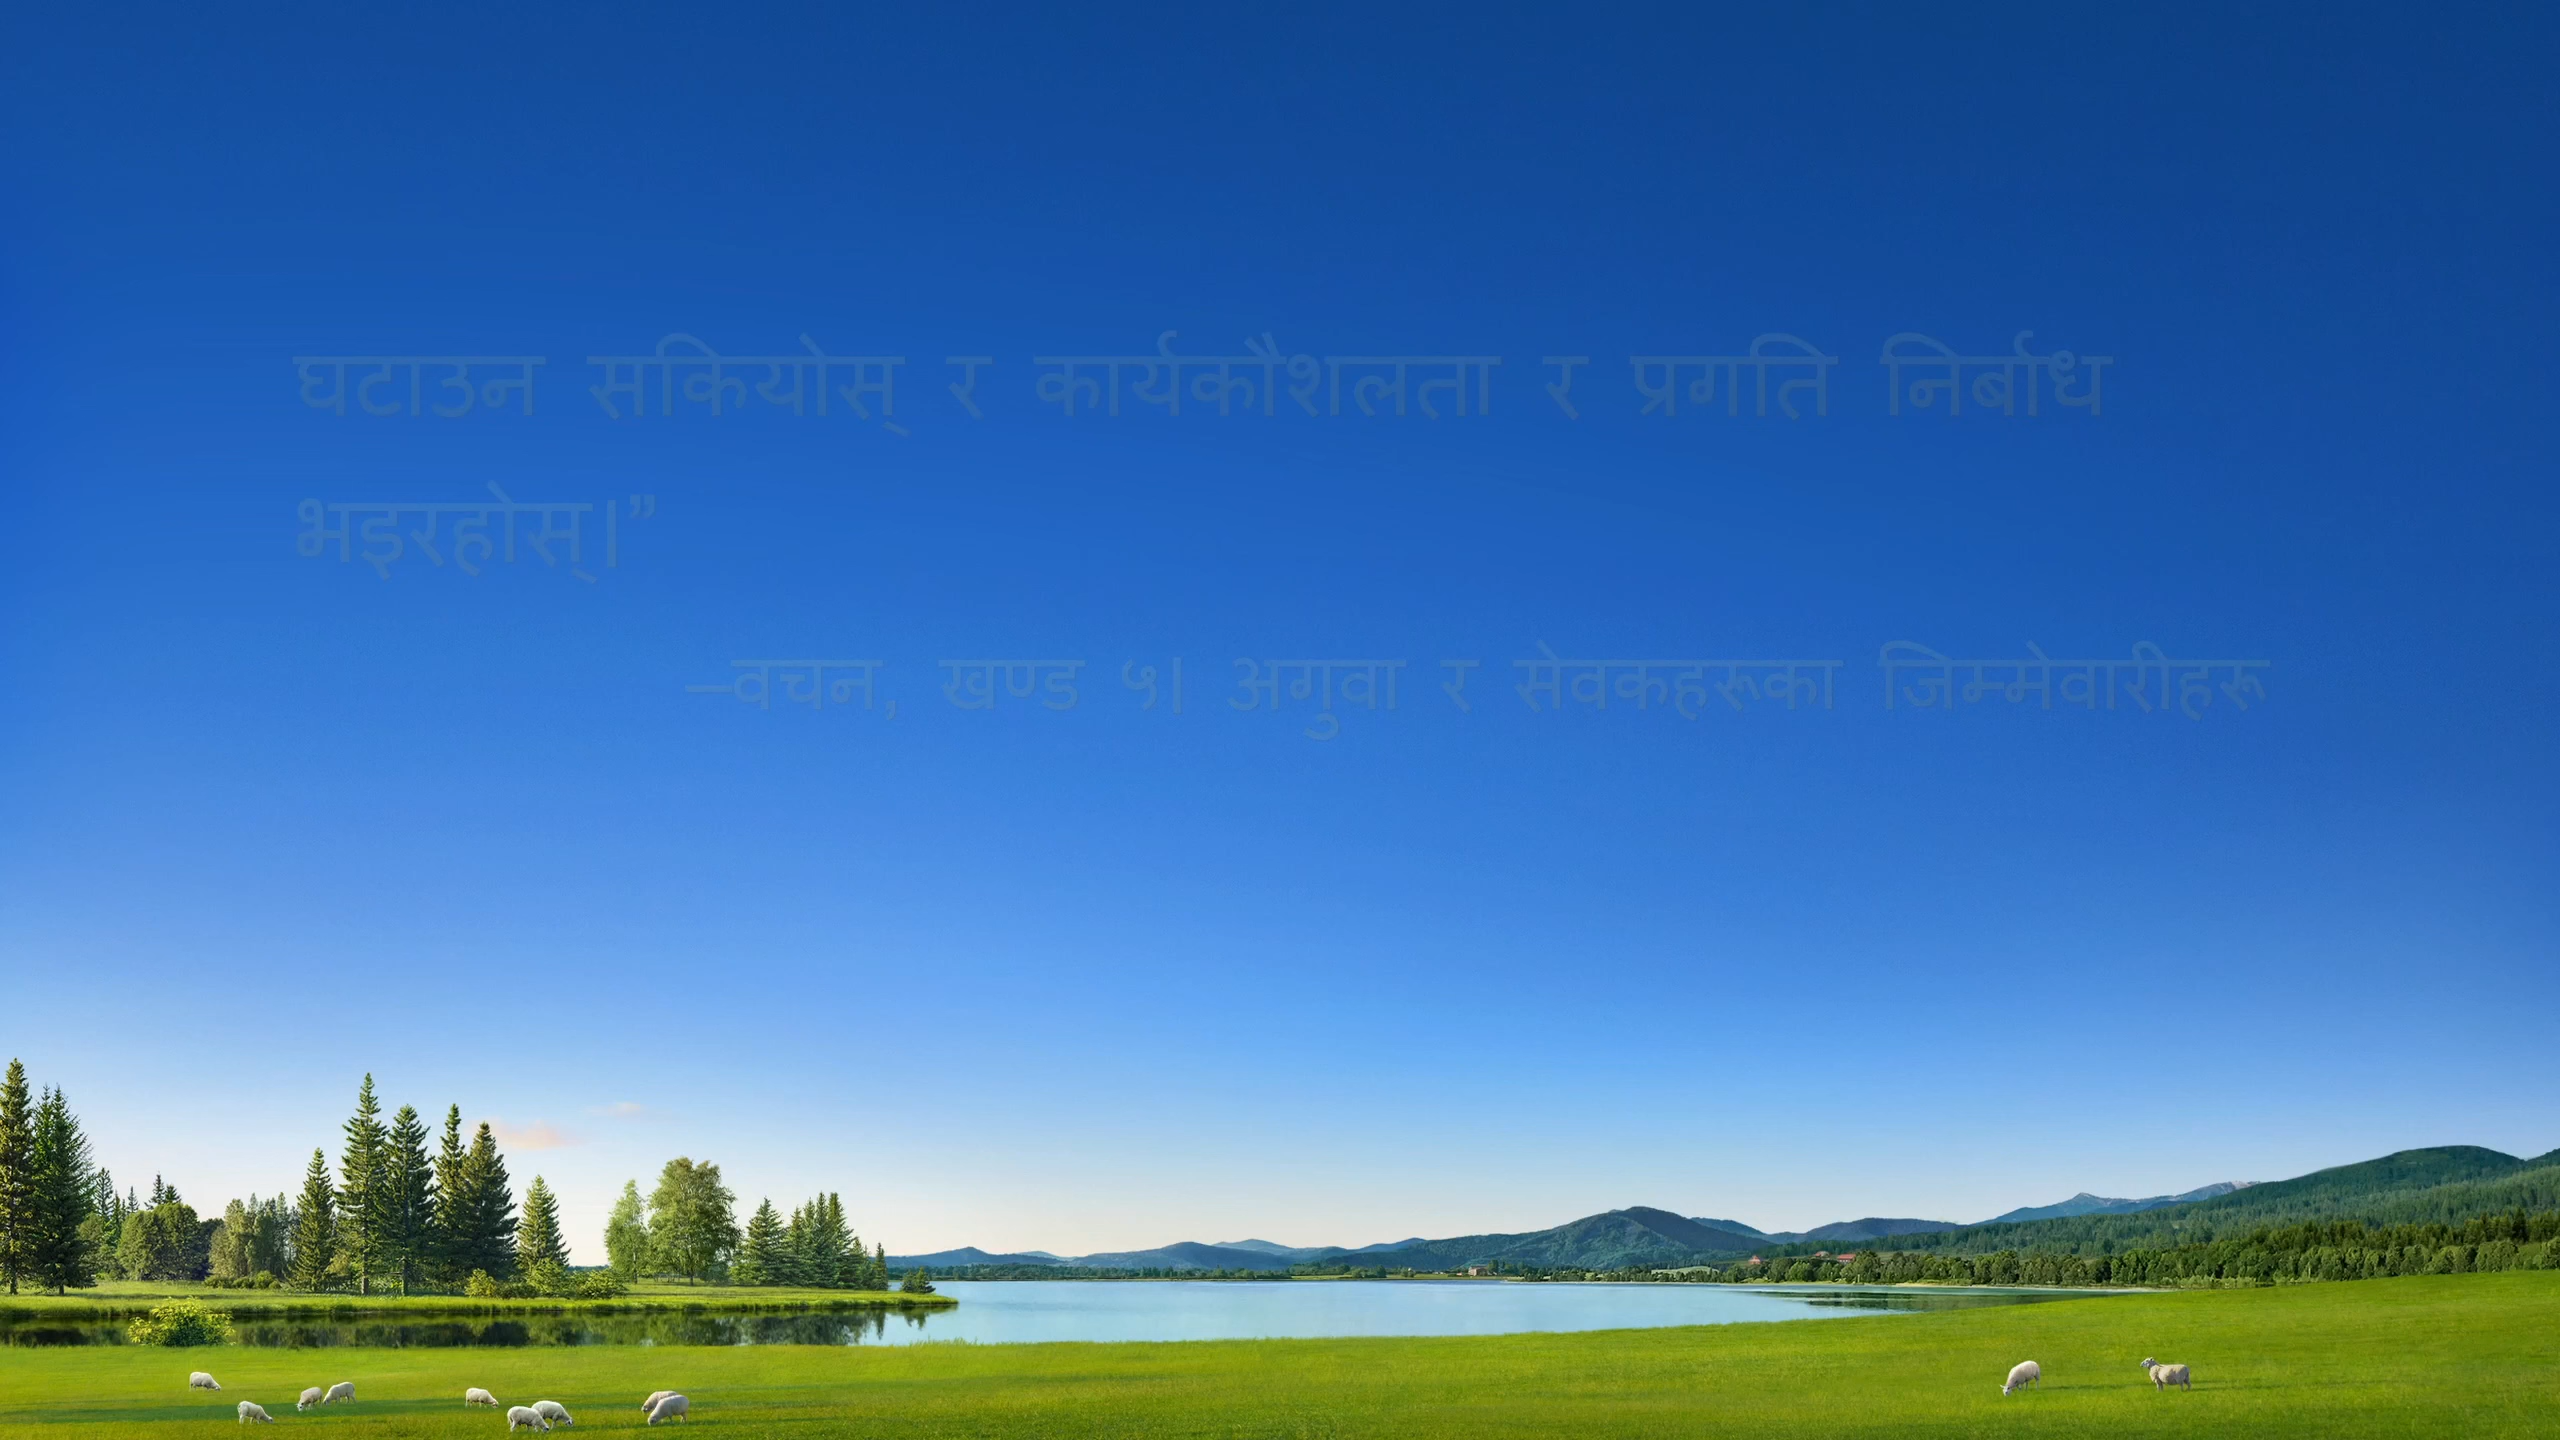 घटाउन सकियोस् र कार्यकौशलता र प्रगति निर्बाध
भइरहोस्।”
—वचन, खण्ड ५। अगुवा र सेवकहरूका जिम्मेवारीहरू